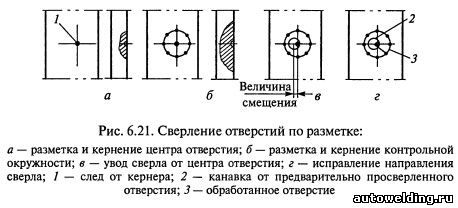 1
2
3
а
б
Величина
смещения
в
г
Рис. 6.21. Сверление отверстий по разметке:
а — разметка и кернение центра отверстия; б — разметка и кернение контрольной
окружности; в — увод сверла от центра отверстия; г — исправление направления
сверла; 1 — след от кернера; 2 — канавка от предварительно просверленного
отверстия; 3 — обработанное отверстие
www.autowelding.ru